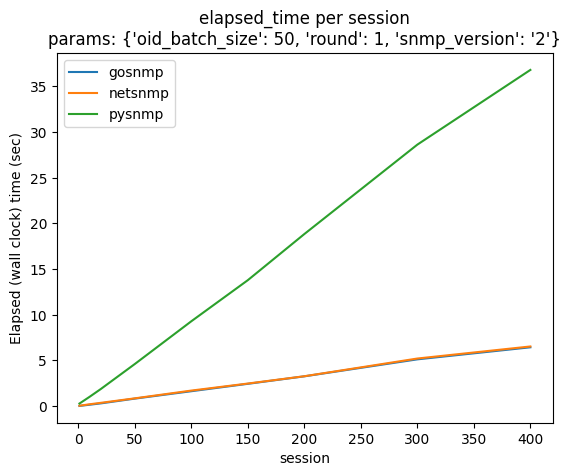 elapsed_time per session
params: {'oid_batch_size': 50, 'round': 1, 'snmp_version': '2'}
gosnmp
netsnmp
pysnmp
Elapsed (wall clock) time (sec)
35
30
25
20
15
10
5
0
0 50 100 150 200 250 300 350 400
session